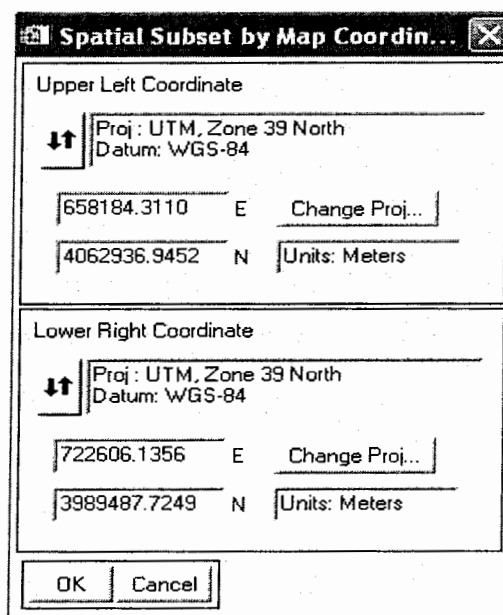 Spatial Subset by Map Coordin...
Upper Left Coordinate
Proj : UTM, Zone 39 North
Datum: WGS-84
658184.3110 E Change Proj...
4062936.9452 N Units: Meters
Lower Right Coordinate
Proj : UTM, Zone 39 North
Datum: WGS-84
722606.1356 E Change Proj...
3989487.7249 N Units: Meters
OK Cancel